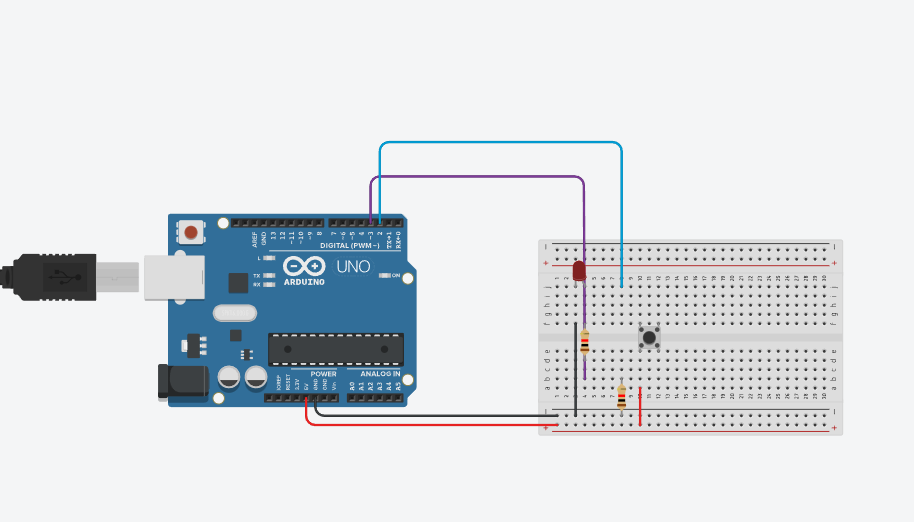 AREF
GND
13
12
~11
~10
~9
8
7
~6
~5
4
~3
2
TX→1
RX←0
DIGITAL (PWM~)
L
TX
RX
ARDUINO
UNO
ON
IOREF
RESET
3.3V
5V
GND
GND
Vin
POWER
ANALOG IN
A0
A1
A2
A3
A4
A5
j
i
h
g
f
e
d
c
b
a